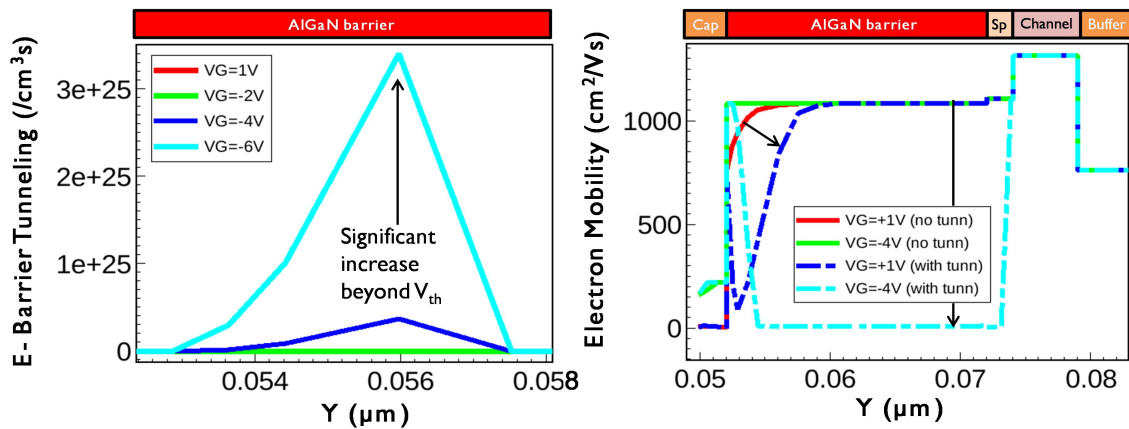 AlGaN barrier
E- Barrier Tunneling (/cm³s)
3e+25
2e+25
1e+25
0
VG=1V
VG=-2V
VG=-4V
VG=-6V
Significant
increase
beyond Vth
0.054
0.056
0.058
Y (µm)
Cap
AlGaN barrier
Sp
Channel
Buffer
Electron Mobility (cm²/Vs)
1000
500
0
VG=+1V (no tunn)
VG=-4V (no tunn)
VG=+1V (with tunn)
VG=-4V (with tunn)
0.05
0.06
0.07
0.08
Y (µm)